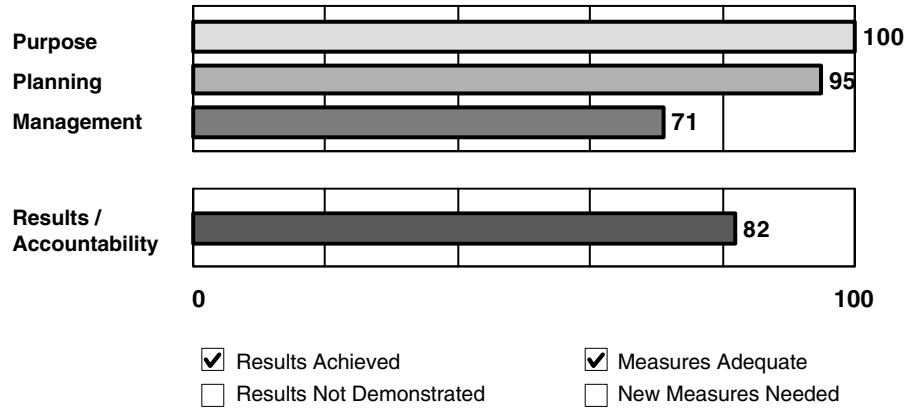 Purpose 100
Planning 95
Management 71
Results /
Accountability 82
0 100
Results Achieved Measures Adequate
Results Not Demonstrated New Measures Needed